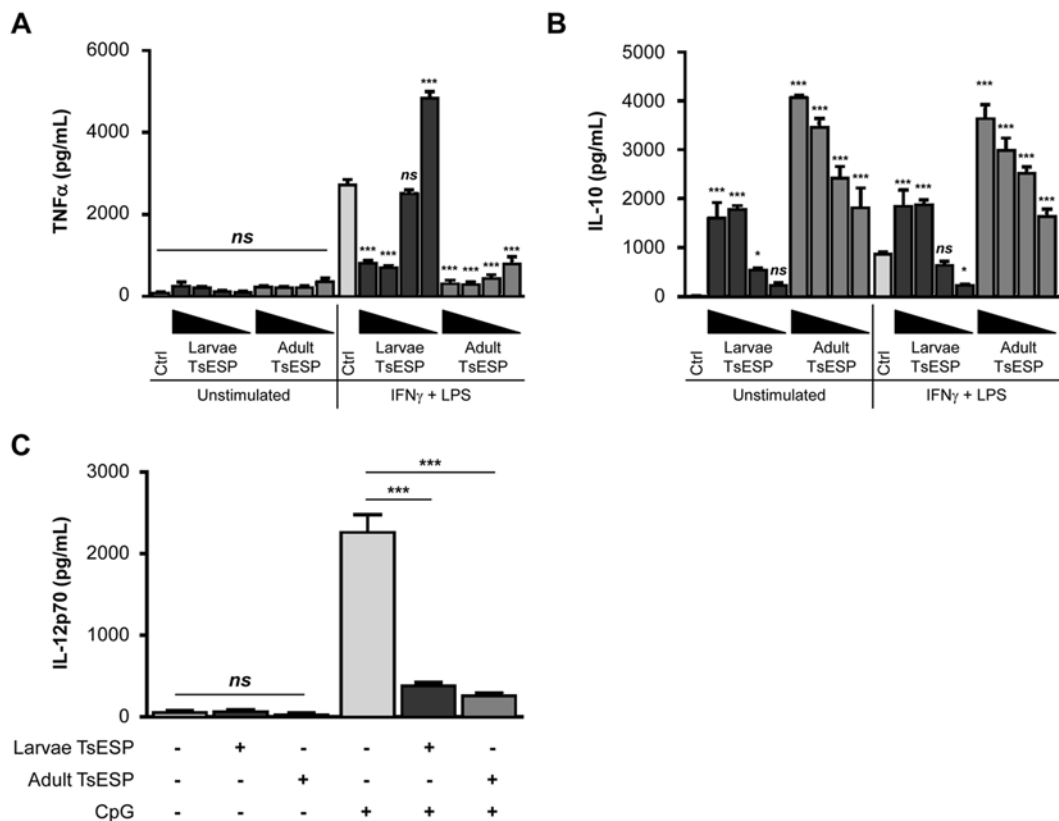 A
TNFα (pg/mL)
6000
4000
2000
0
ns
*** *** ns *** *** *** *** ***
Ctrl
Larvae TsESP
Adult TsESP
Larvae TsESP
Adult TsESP
Unstimulated
IFNγ + LPS
B
IL-10 (pg/mL)
5000
4000
3000
2000
1000
0
*** *** * ns *** *** *** *** *** *** ns * *** *** *** ***
Ctrl
Larvae TsESP
Adult TsESP
Larvae TsESP
Adult TsESP
Unstimulated
IFNγ + LPS
C
IL-12p70 (pg/mL)
3000
2000
1000
0
ns
***
***
Larvae TsESP - + - - + -
Adult TsESP - - + - - +
CpG - - - + + +